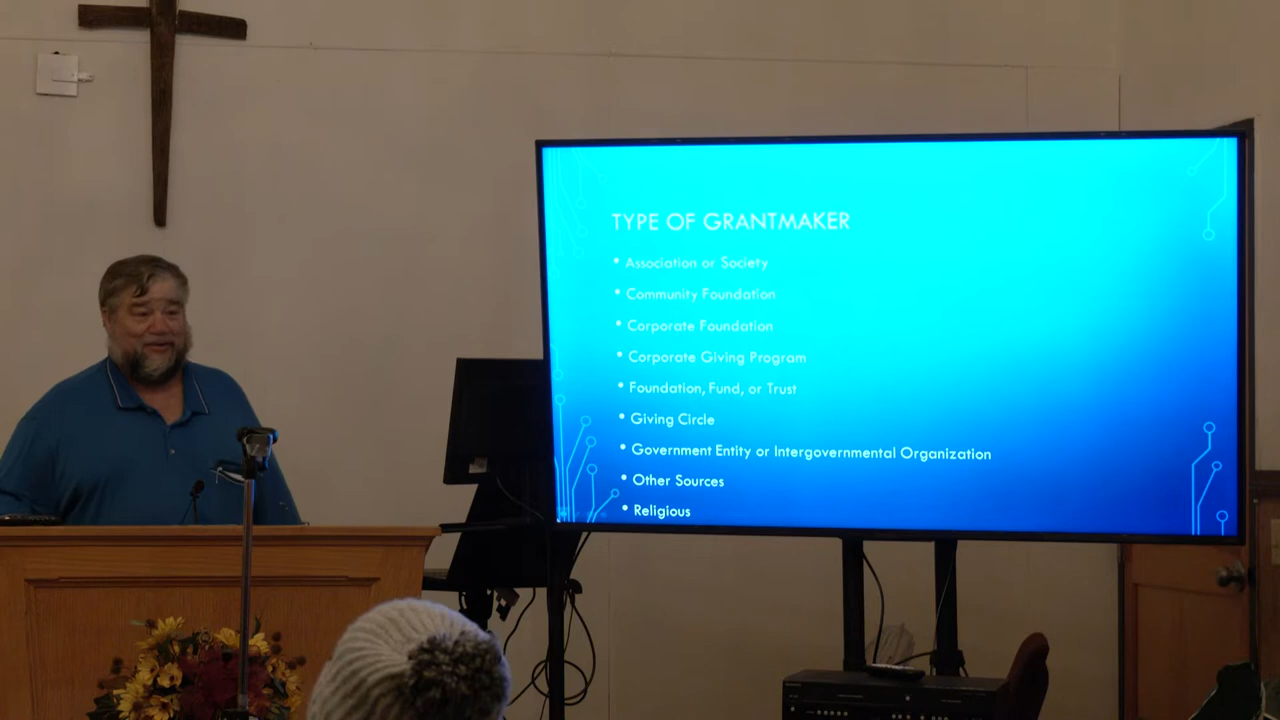 TYPE OF GRANTMAKER
• Association or Society
• Community Foundation
• Corporate Foundation
• Corporate Giving Program
• Foundation, Fund, or Trust
• Giving Circle
• Government Entity or Intergovernmental Organization
• Other Sources
• Religious